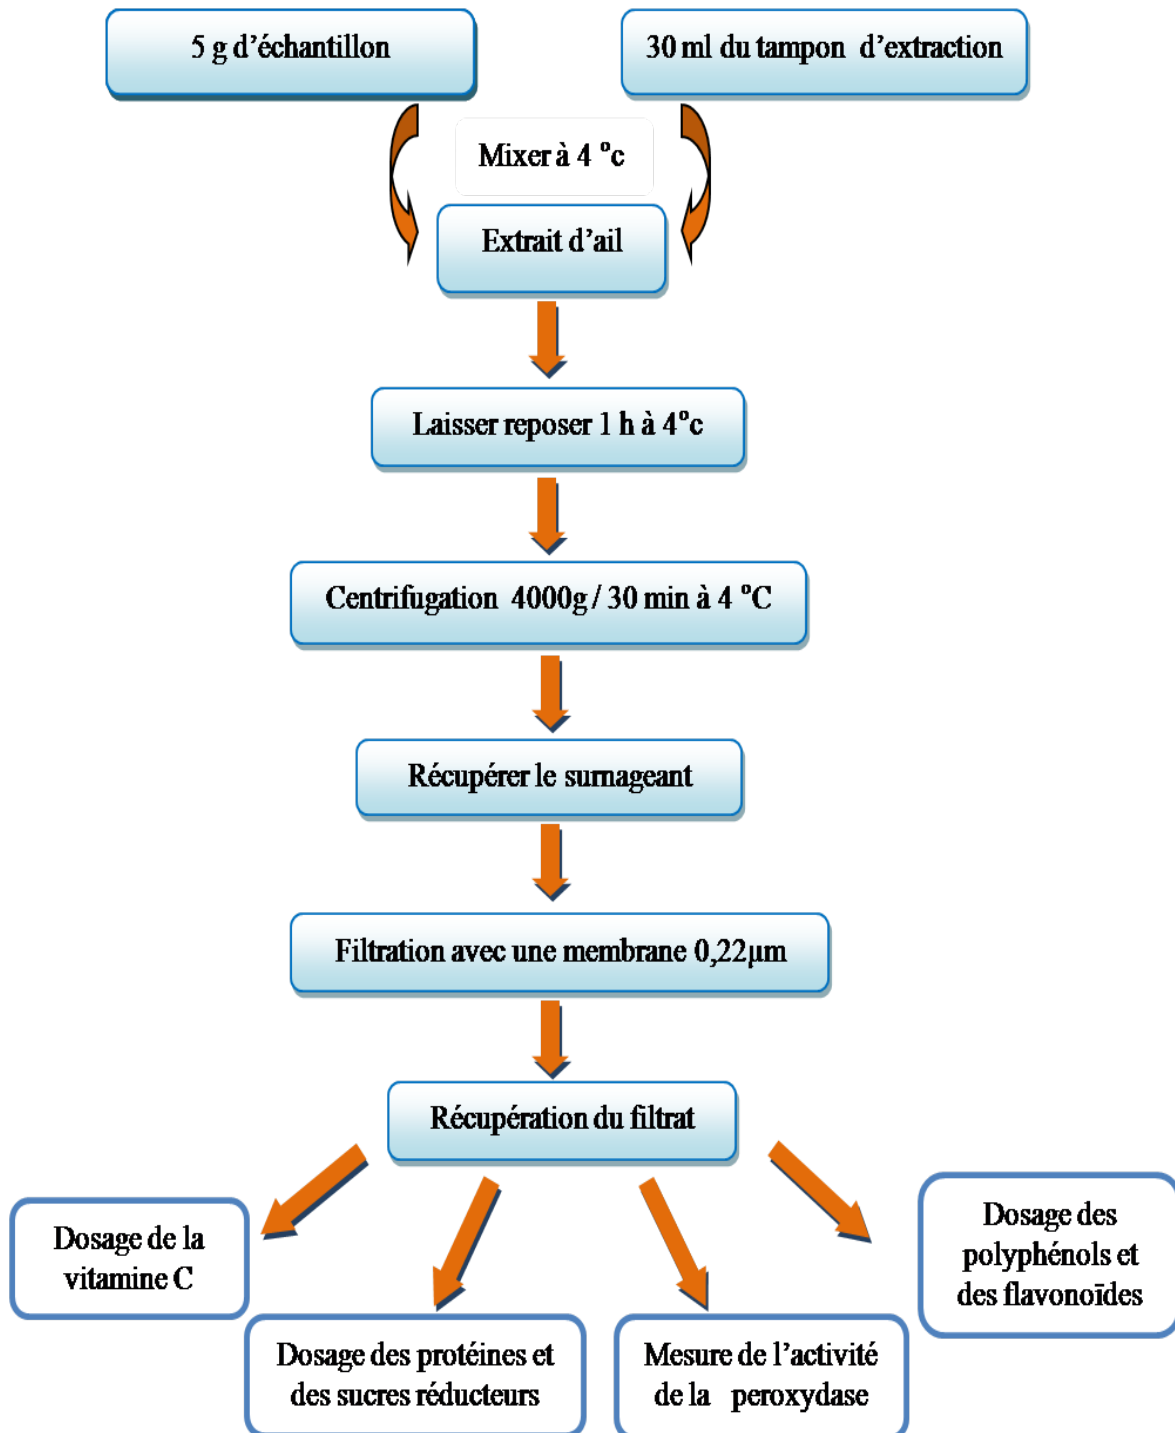 5 g d’échantillon
30 ml du tampon d’extraction
Mixer à 4 °c
Extrait d’ail
Laisser reposer 1 h à 4°c
Centrifugation 4000g / 30 min à 4 °C
Récupérer le surnageant
Filtration avec une membrane 0,22µm
Récupération du filtrat
Dosage de la
vitamine C
Dosage des protéines et
des sucres réducteurs
Mesure de l’activité
de la peroxydase
Dosage des
polyphénols et
des flavonoïdes